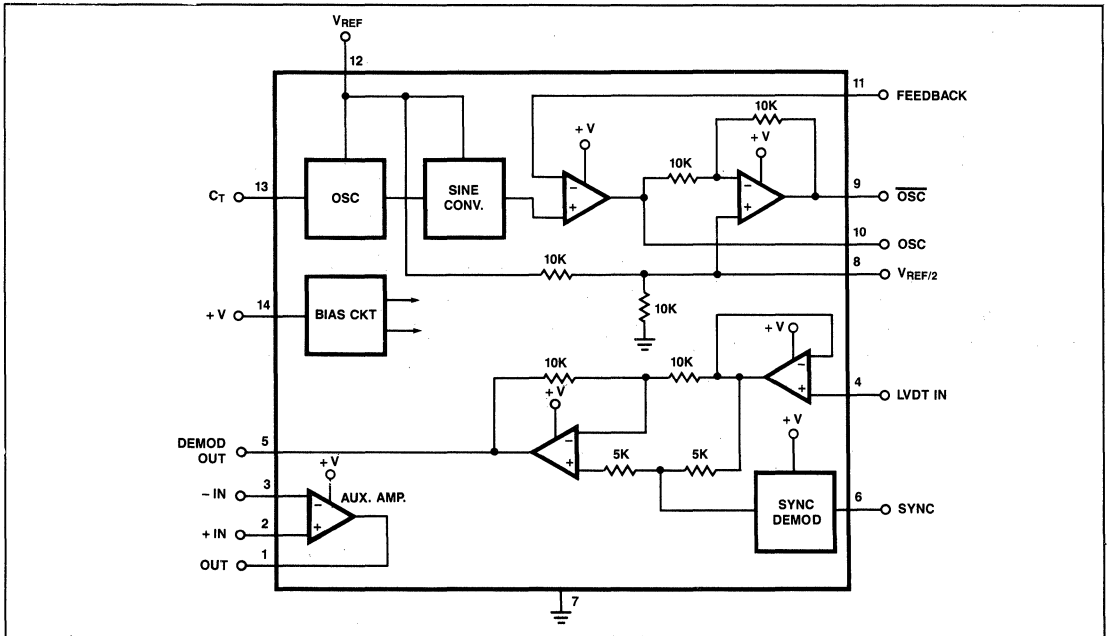 VREF
12
11
FEEDBACK
10K
+ V
+ V
10K
CT
13
OSC
SINE
CONV.
−
+
−
+
9
OSC
10
OSC
10K
8
VREF/2
10K
+ V
14
BIAS CKT
+ V
10K
10K
−
+
4
LVDT IN
+ V
+ V
DEMOD
OUT
5
−
+
5K
5K
+ V
AUX. AMP.
SYNC
DEMOD
6
SYNC
− IN
3
−
+ IN
2
+
OUT
1
7